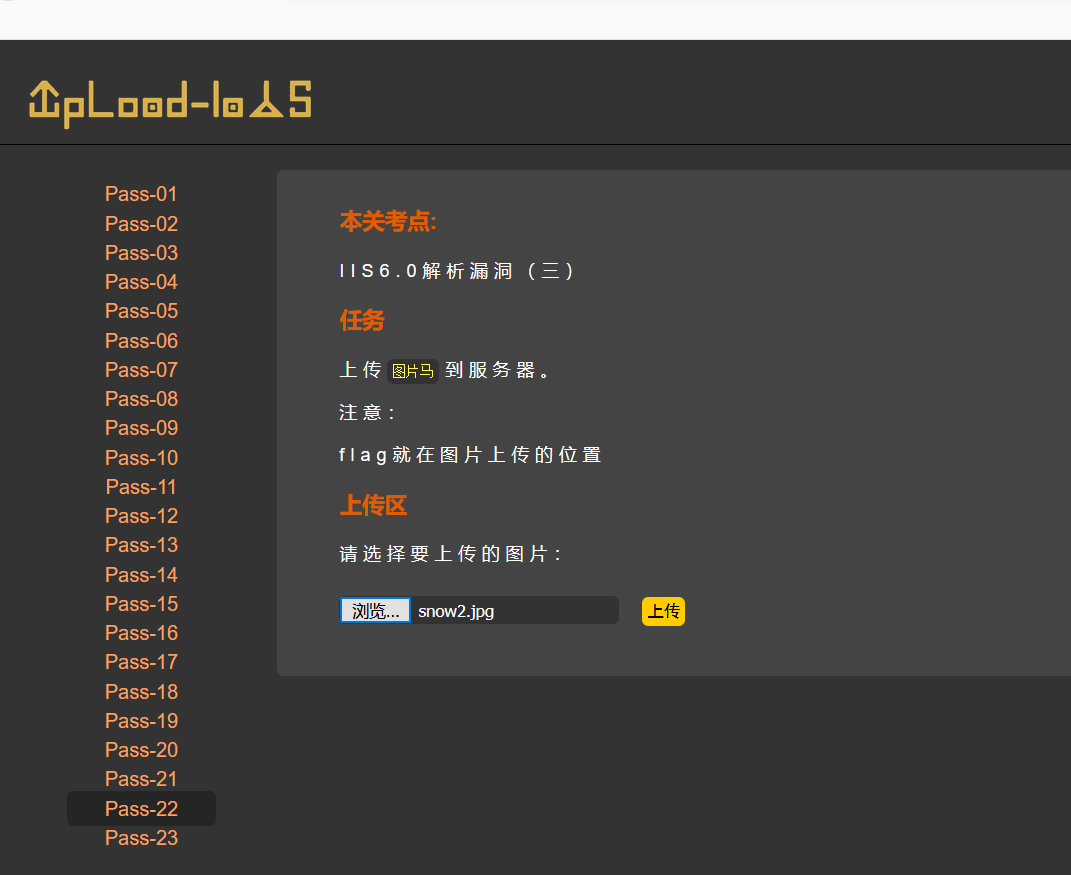 upLoad-labs
Pass-01
Pass-02
Pass-03
Pass-04
Pass-05
Pass-06
Pass-07
Pass-08
Pass-09
Pass-10
Pass-11
Pass-12
Pass-13
Pass-14
Pass-15
Pass-16
Pass-17
Pass-18
Pass-19
Pass-20
Pass-21
Pass-22
Pass-23
本关考点:
IIS6.0解析漏洞（三）
任务
上传 图片马 到服务器。
注意：
flag就在图片上传的位置
上传区
请选择要上传的图片：
浏览... snow2.jpg 上传